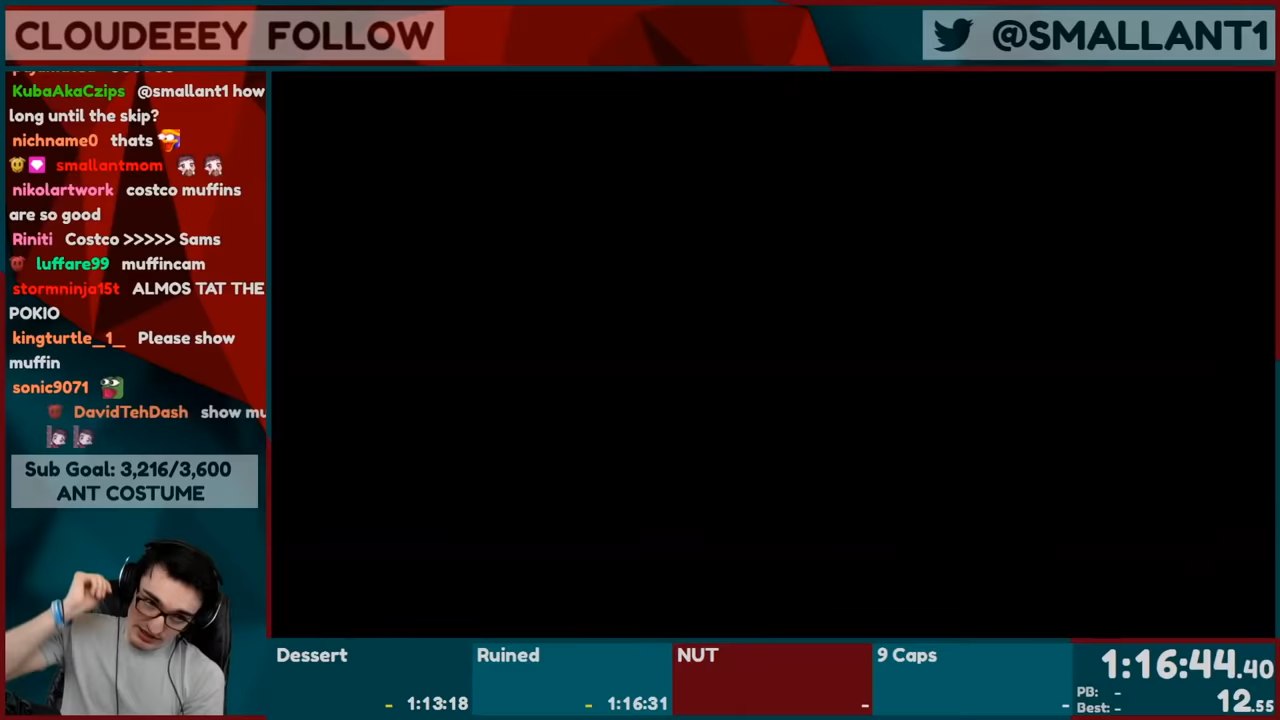 CLOUDEEEY FOLLOW
@SMALLANT1
KubaAkaCzips @smallant1 how
long until the skip?
nichname0 thats
smallantmom
nikolartwork costco muffins
are so good
Riniti Costco >>>>> Sams
luffare99 muffincam
stormninja15t ALMOS TAT THE
POKIO
kingturtle_1_ Please show
muffin
sonic9071
DavidTehDash show mu
Sub Goal: 3,216/3,600
ANT COSTUME
Dessert
- 1:13:18
Ruined
- 1:16:31
NUT
-
9 Caps
-
1:16:44.40
PB: -
Best: -
12.55